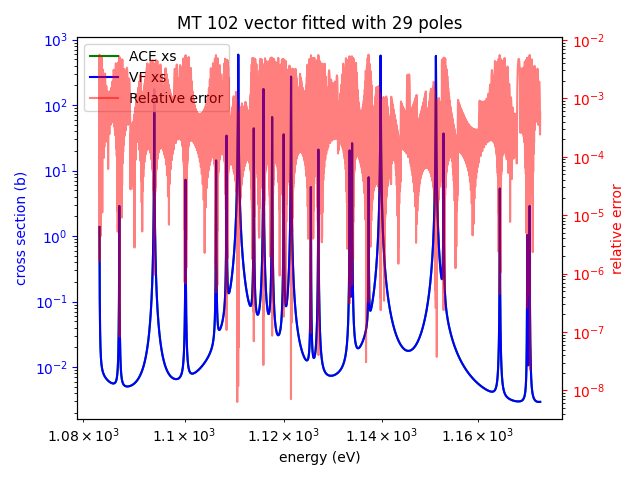 MT 102 vector fitted with 29 poles
ACE xs
VF xs
Relative error
cross section (b)
10³
10²
10¹
10⁰
10⁻¹
10⁻²
10⁻²
10⁻³
10⁻⁴
10⁻⁵
10⁻⁶
10⁻⁷
10⁻⁸
relative error
1.08 × 10³ 1.1 × 10³ 1.12 × 10³ 1.14 × 10³ 1.16 × 10³
energy (eV)